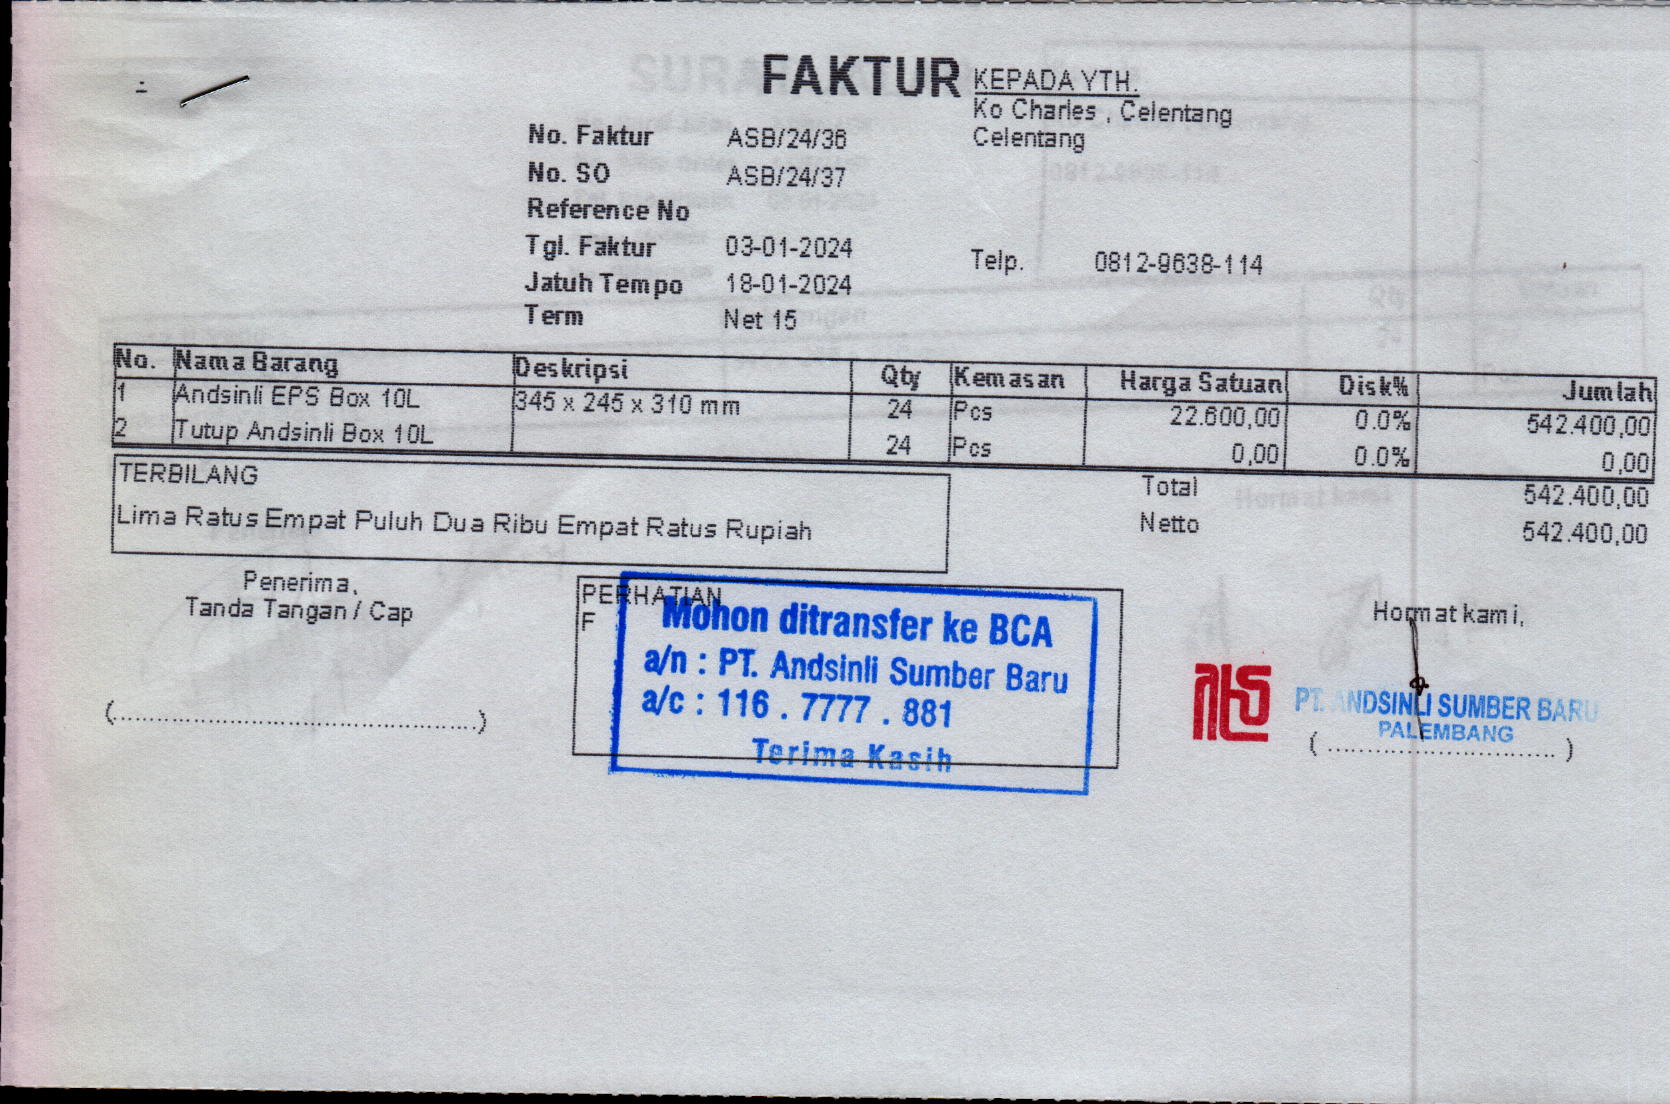 FAKTUR
KEPADA YTH.
Ko Charles , Celentang
Celentang
No. Faktur ASB/24/36
No. SO ASB/24/37
Reference No
Tgl. Faktur 03-01-2024
Telp. 0812-9638-114
Jatuh Tempo 18-01-2024
Term Net 15
No. Nama Barang Deskripsi Qty Kemasan Harga Satuan Disk% Jumlah
1 Andsinli EPS Box 10L 345 x 245 x 310 mm 24 Pcs 22.600,00 0.0% 542.400,00
2 Tutup Andsinli Box 10L 24 Pcs 0,00 0.0% 0,00
TERBILANG
Lima Ratus Empat Puluh Dua Ribu Empat Ratus Rupiah
Total 542.400,00
Netto 542.400,00
Penerima,
Tanda Tangan / Cap
(...........................................)
PERHATIAN
F
Mohon ditransfer ke BCA
a/n : PT. Andsinli Sumber Baru
a/c : 116 . 7777 . 881
Terima Kasih
Hormat kami,
PT. ANDSINLI SUMBER BARU
PALEMBANG
( ............................ )